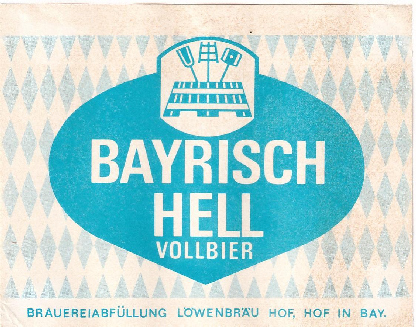 BAYRISCH
HELL
VOLLBIER
BRAUEREIABFÜLLUNG LÖWENBRÄU HOF, HOF IN BAY.